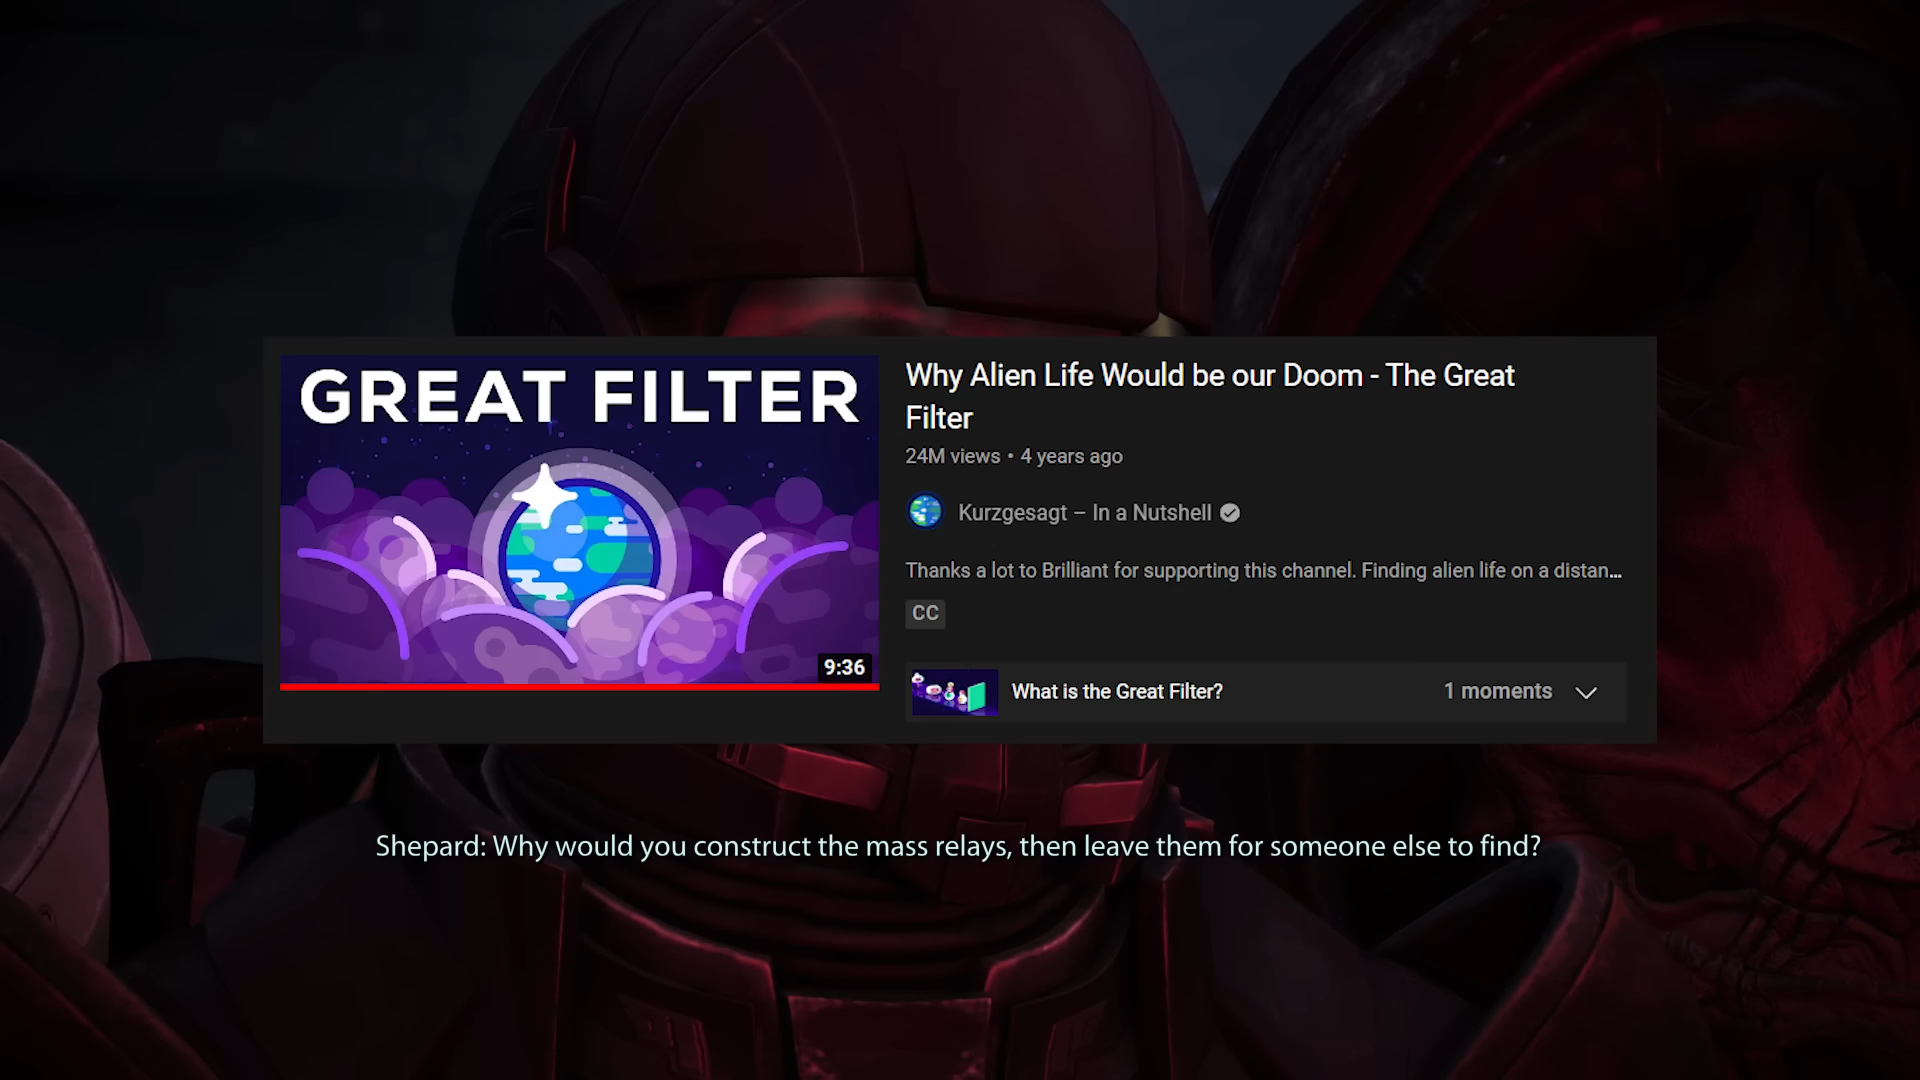 GREAT FILTER
9:36
Why Alien Life Would be our Doom - The Great
Filter
24M views • 4 years ago
Kurzgesagt – In a Nutshell
Thanks a lot to Brilliant for supporting this channel. Finding alien life on a distan...
CC
What is the Great Filter?
1 moments
Shepard: Why would you construct the mass relays, then leave them for someone else to find?